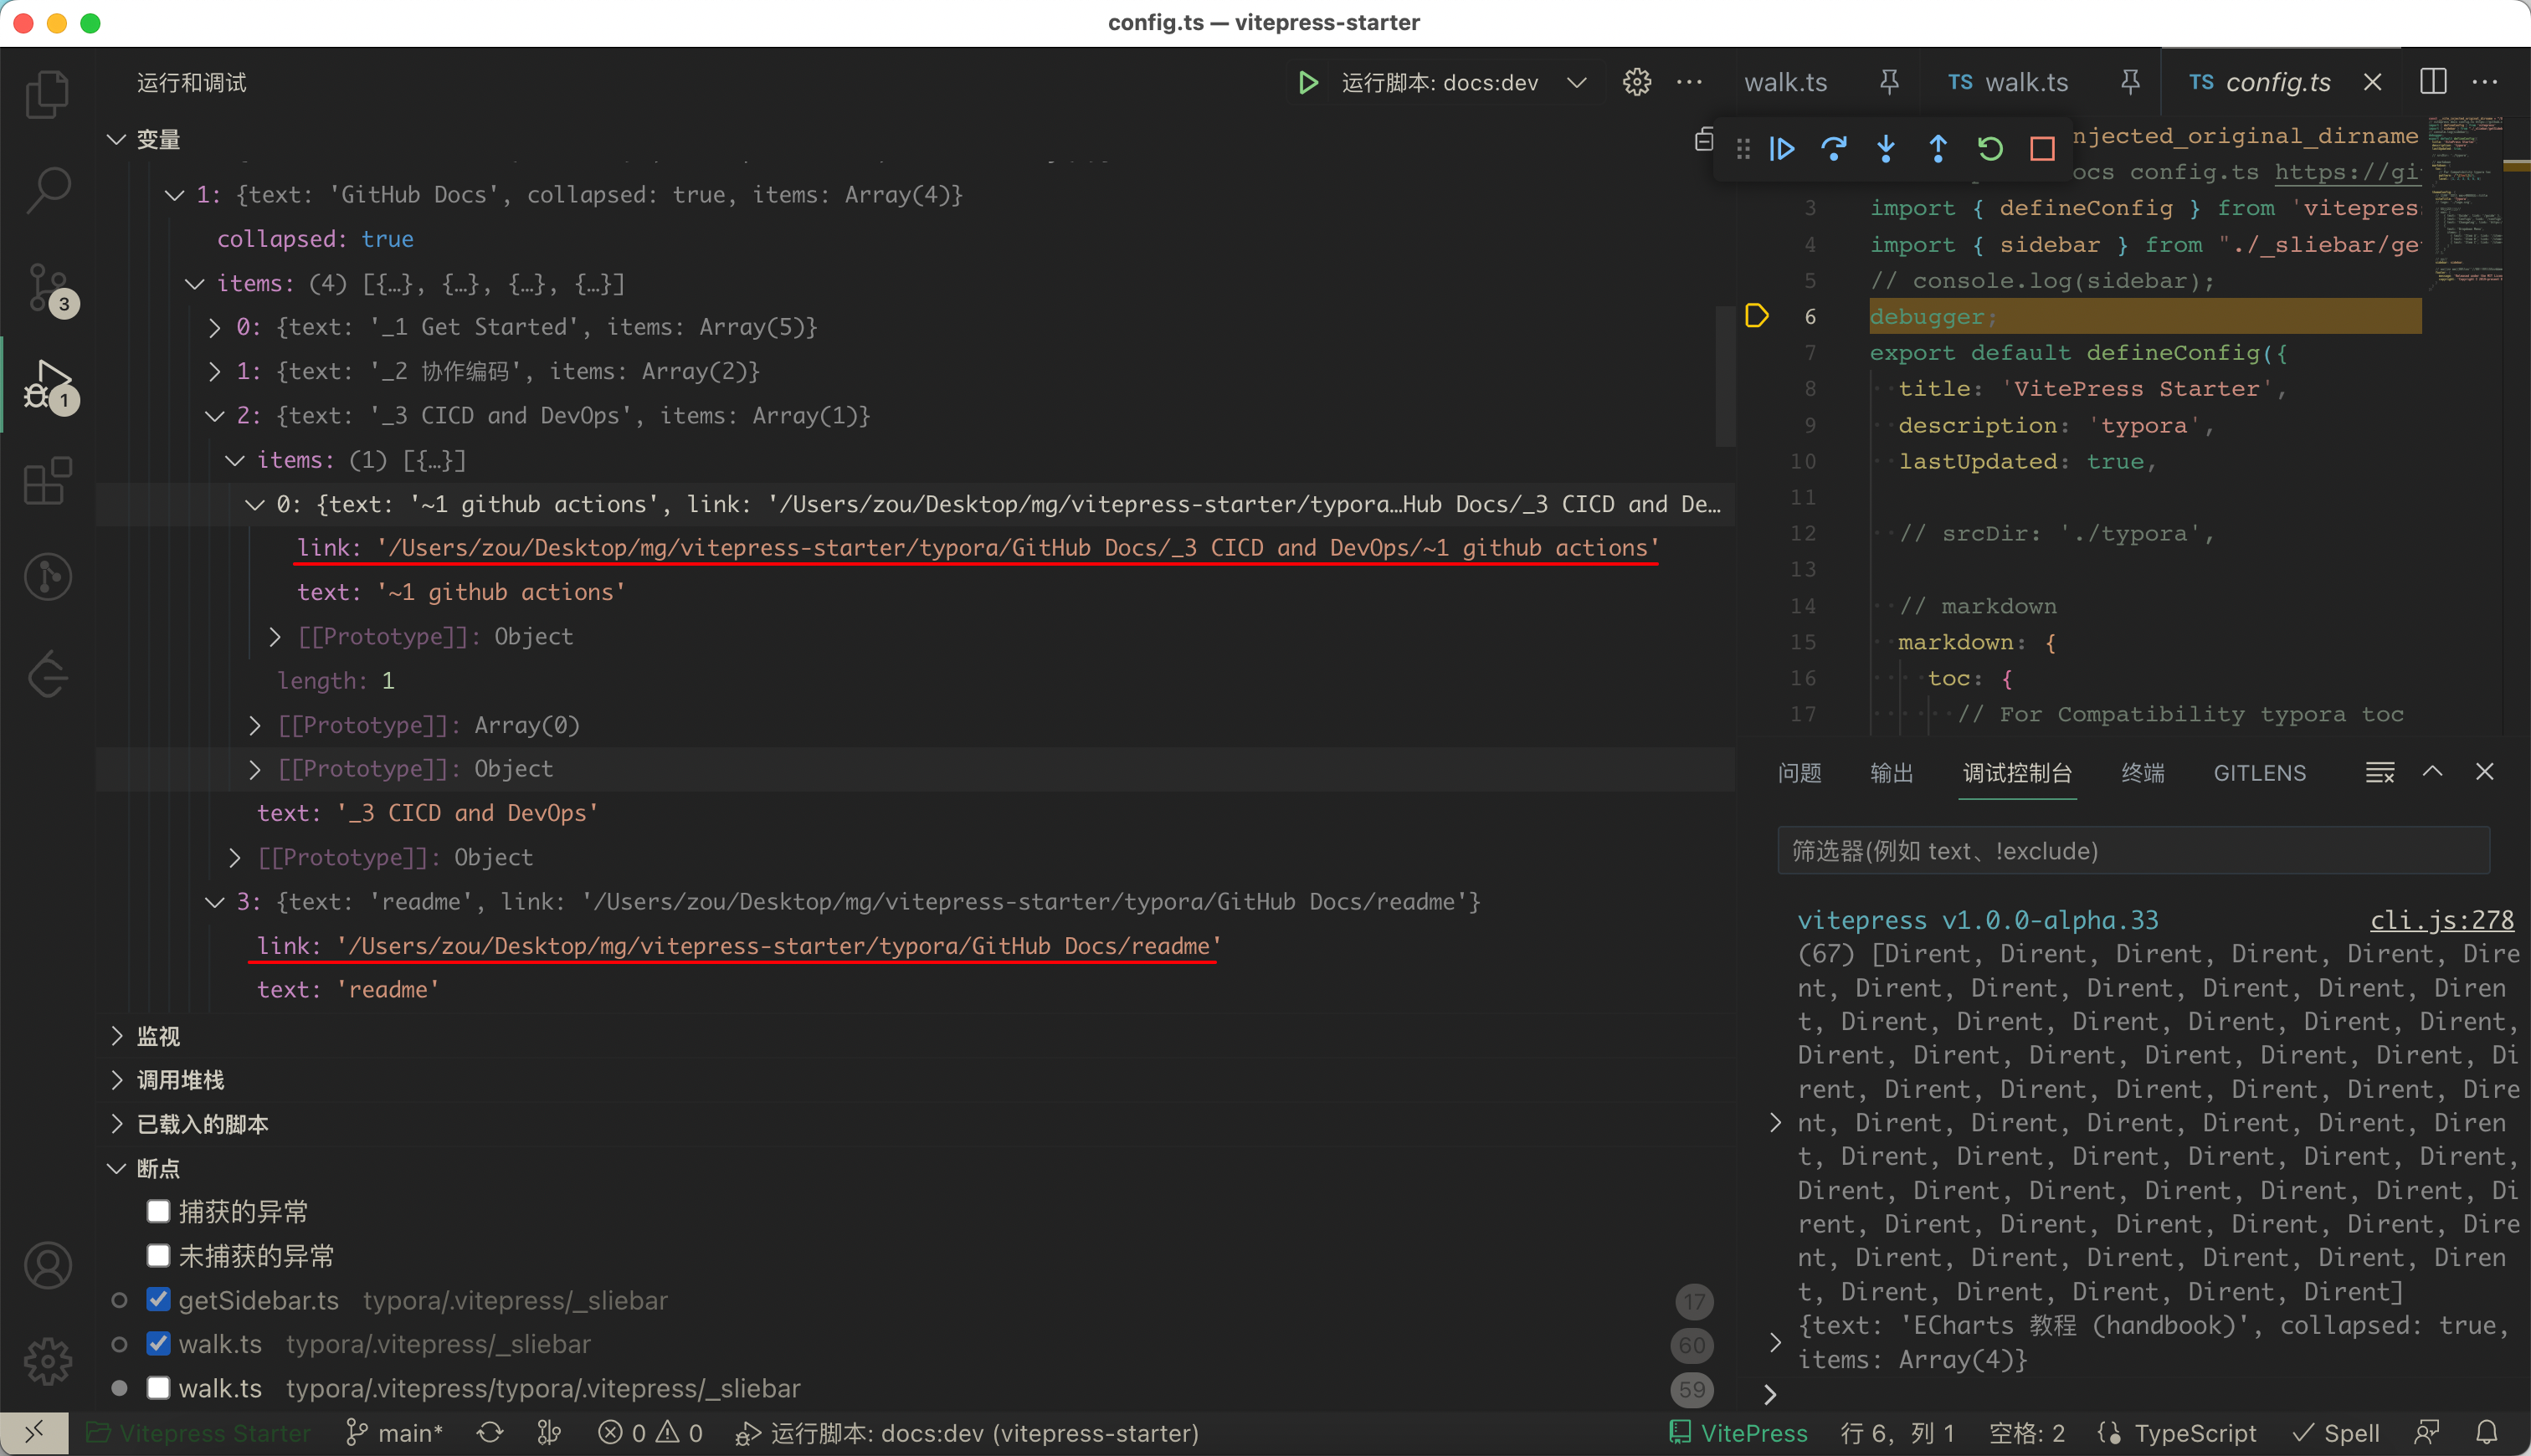 config.ts — vitepress-starter
运行和调试
运行脚本: docs:dev
变量
1: {text: 'GitHub Docs', collapsed: true, items: Array(4)}
collapsed: true
items: (4) [{…}, {…}, {…}, {…}]
0: {text: '_1 Get Started', items: Array(5)}
1: {text: '_2 协作编码', items: Array(2)}
2: {text: '_3 CICD and DevOps', items: Array(1)}
items: (1) [{…}]
0: {text: '~1 github actions', link: '/Users/zou/Desktop/mg/vitepress-starter/typora…Hub Docs/_3 CICD and De…
link: '/Users/zou/Desktop/mg/vitepress-starter/typora/GitHub Docs/_3 CICD and DevOps/~1 github actions'
text: '~1 github actions'
[[Prototype]]: Object
length: 1
[[Prototype]]: Array(0)
[[Prototype]]: Object
text: '_3 CICD and DevOps'
[[Prototype]]: Object
3: {text: 'readme', link: '/Users/zou/Desktop/mg/vitepress-starter/typora/GitHub Docs/readme'}
link: '/Users/zou/Desktop/mg/vitepress-starter/typora/GitHub Docs/readme'
text: 'readme'
监视
调用堆栈
已载入的脚本
断点
捕获的异常
未捕获的异常
getSidebar.ts typora/.vitepress/_sliebar 17
walk.ts typora/.vitepress/_sliebar 60
walk.ts typora/.vitepress/typora/.vitepress/_sliebar 59
3
1
walk.ts
TS walk.ts
TS config.ts
njected_original_dirname
ocs config.ts https://gi
3 import { defineConfig } from 'vitepres
4 import { sidebar } from "./_sliebar/ge
5 // console.log(sidebar);
6 debugger;
7 export default defineConfig({
8 title: 'VitePress Starter',
9 description: 'typora',
10 lastUpdated: true,
11
12 // srcDir: './typora',
13
14 // markdown
15 markdown: {
16 toc: {
17 // For Compatibility typora toc
问题 输出 调试控制台 终端 GITLENS
筛选器(例如 text、!exclude)
vitepress v1.0.0-alpha.33 cli.js:278
(67) [Dirent, Dirent, Dirent, Dirent, Dirent, Dire
nt, Dirent, Dirent, Dirent, Dirent, Dirent, Diren
t, Dirent, Dirent, Dirent, Dirent, Dirent, Dirent,
Dirent, Dirent, Dirent, Dirent, Dirent, Dirent, Di
rent, Dirent, Dirent, Dirent, Dirent, Dirent, Dire
nt, Dirent, Dirent, Dirent, Dirent, Dirent, Diren
t, Dirent, Dirent, Dirent, Dirent, Dirent, Dirent,
Dirent, Dirent, Dirent, Dirent, Dirent, Dirent, Di
rent, Dirent, Dirent, Dirent, Dirent, Dirent, Dire
nt, Dirent, Dirent, Dirent, Dirent, Dirent, Diren
t, Dirent, Dirent, Dirent, Dirent, Dirent]
{text: 'ECharts 教程 (handbook)', collapsed: true,
items: Array(4)}
Vitepress Starter main* 0 0 运行脚本: docs:dev (vitepress-starter) VitePress 行 6，列 1 空格: 2 TypeScript Spell